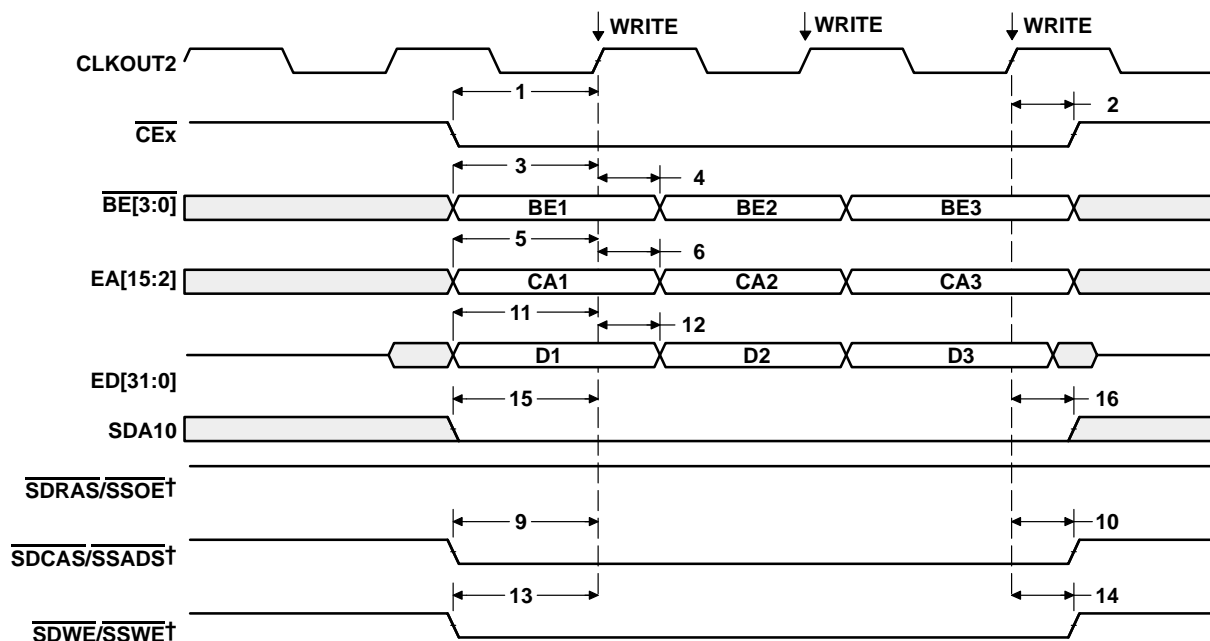 WRITE WRITE WRITE
CLKOUT2
1 2
CEx
3 4
BE[3:0] BE1 BE2 BE3
5 6
EA[15:2] CA1 CA2 CA3
11 12
D1 D2 D3
ED[31:0]
15 16
SDA10
SDRAS/SSOE†
9 10
SDCAS/SSADS†
13 14
SDWE/SSWE†